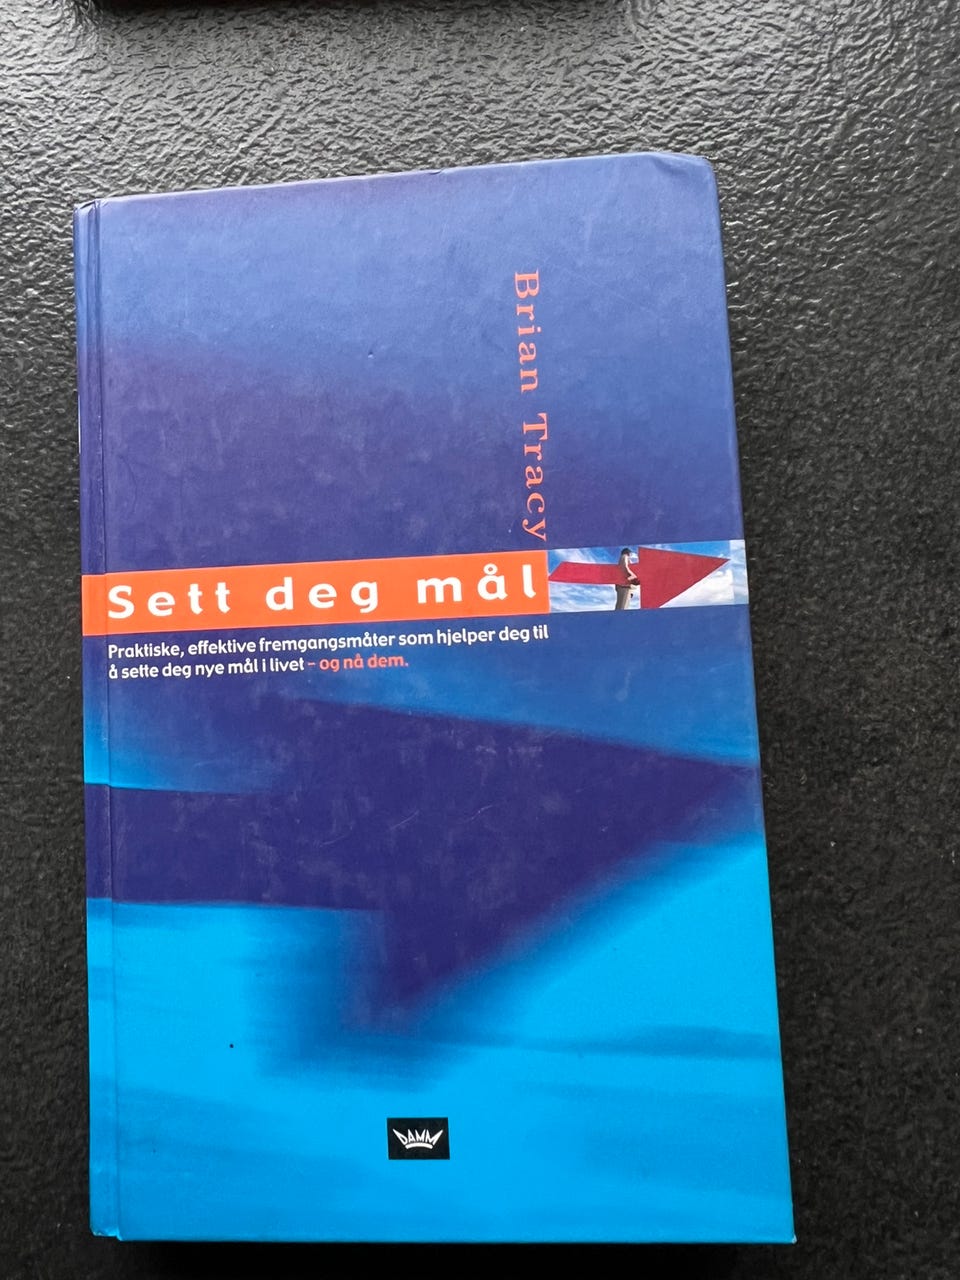 Brian Tracy
Sett deg mål
Praktiske, effektive fremgangsmåter som hjelper deg til
å sette deg nye mål i livet – og nå dem.
DAMM